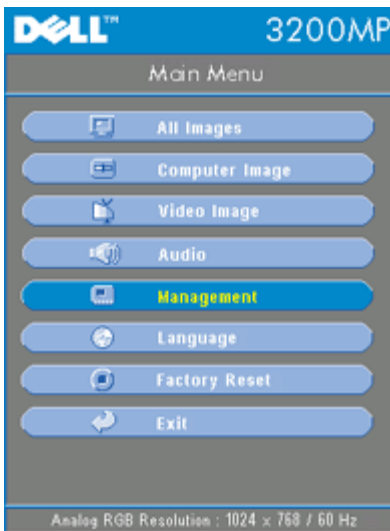 DELL™ 3200MP
Main Menu
All Images
Computer Image
Video Image
Audio
Management
Language
Factory Reset
Exit
Analog RGB Resolution : 1024 x 768 / 60 Hz